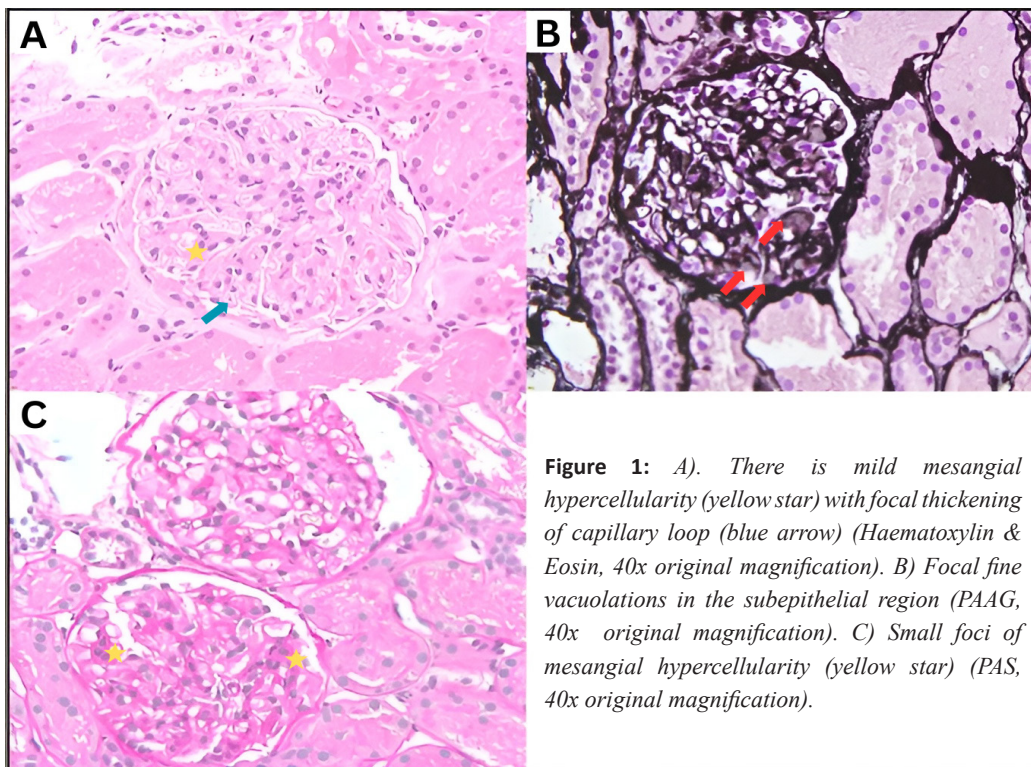 A
B
C
Figure 1: A). There is mild mesangial
hypercellularity (yellow star) with focal thickening
of capillary loop (blue arrow) (Haematoxylin &
Eosin, 40x original magnification). B) Focal fine
vacuolations in the subepithelial region (PAAG,
40x original magnification). C) Small foci of
mesangial hypercellularity (yellow star) (PAS,
40x original magnification).